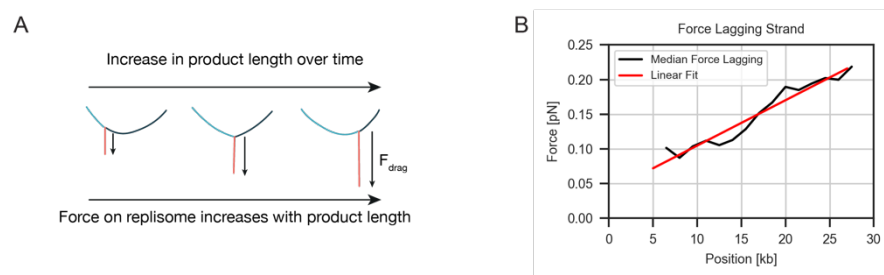 A
Increase in product length over time
F_drag
Force on replisome increases with product length
B
Force Lagging Strand
Median Force Lagging
Linear Fit
Force [pN]
0.25
0.20
0.15
0.10
0.05
0.00
0 5 10 15 20 25 30
Position [kb]